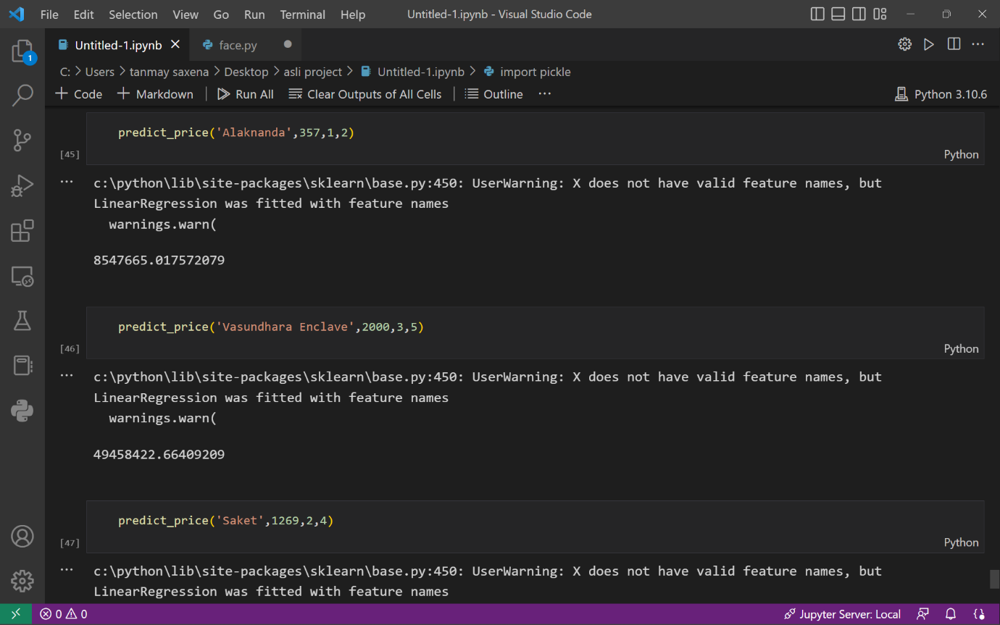 File Edit Selection View Go Run Terminal Help Untitled-1.ipynb - Visual Studio Code
Untitled-1.ipynb face.py
1
C: > Users > tanmay saxena > Desktop > asli project > Untitled-1.ipynb > import pickle
Code Markdown Run All Clear Outputs of All Cells Outline ... Python 3.10.6
predict_price('Alaknanda',357,1,2)
[45] Python
... c:\python\lib\site-packages\sklearn\base.py:450: UserWarning: X does not have valid feature names, but
LinearRegression was fitted with feature names
warnings.warn(
8547665.017572079
predict_price('Vasundhara Enclave',2000,3,5)
[46] Python
... c:\python\lib\site-packages\sklearn\base.py:450: UserWarning: X does not have valid feature names, but
LinearRegression was fitted with feature names
warnings.warn(
49458422.66409209
predict_price('Saket',1269,2,4)
[47] Python
... c:\python\lib\site-packages\sklearn\base.py:450: UserWarning: X does not have valid feature names, but
LinearRegression was fitted with feature names
0 0 Jupyter Server: Local